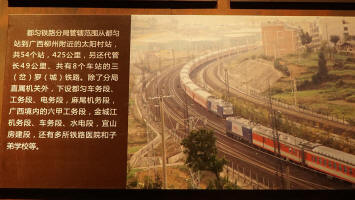 都匀铁路分局管辖范围从都匀
站到广西柳州附近的太阳村站，
共54个站，425公里，另还代管
长49公里、共有8个车站的三
（岔）罗（城）铁路。除了分局
直属机关外，下设都匀车务段、
工务段、电务段，麻尾机务段，
广西境内的六甲工务段，金城江
机务段、车务段、水电段，宜山
房建段，还有多所铁路医院和子
弟学校等。